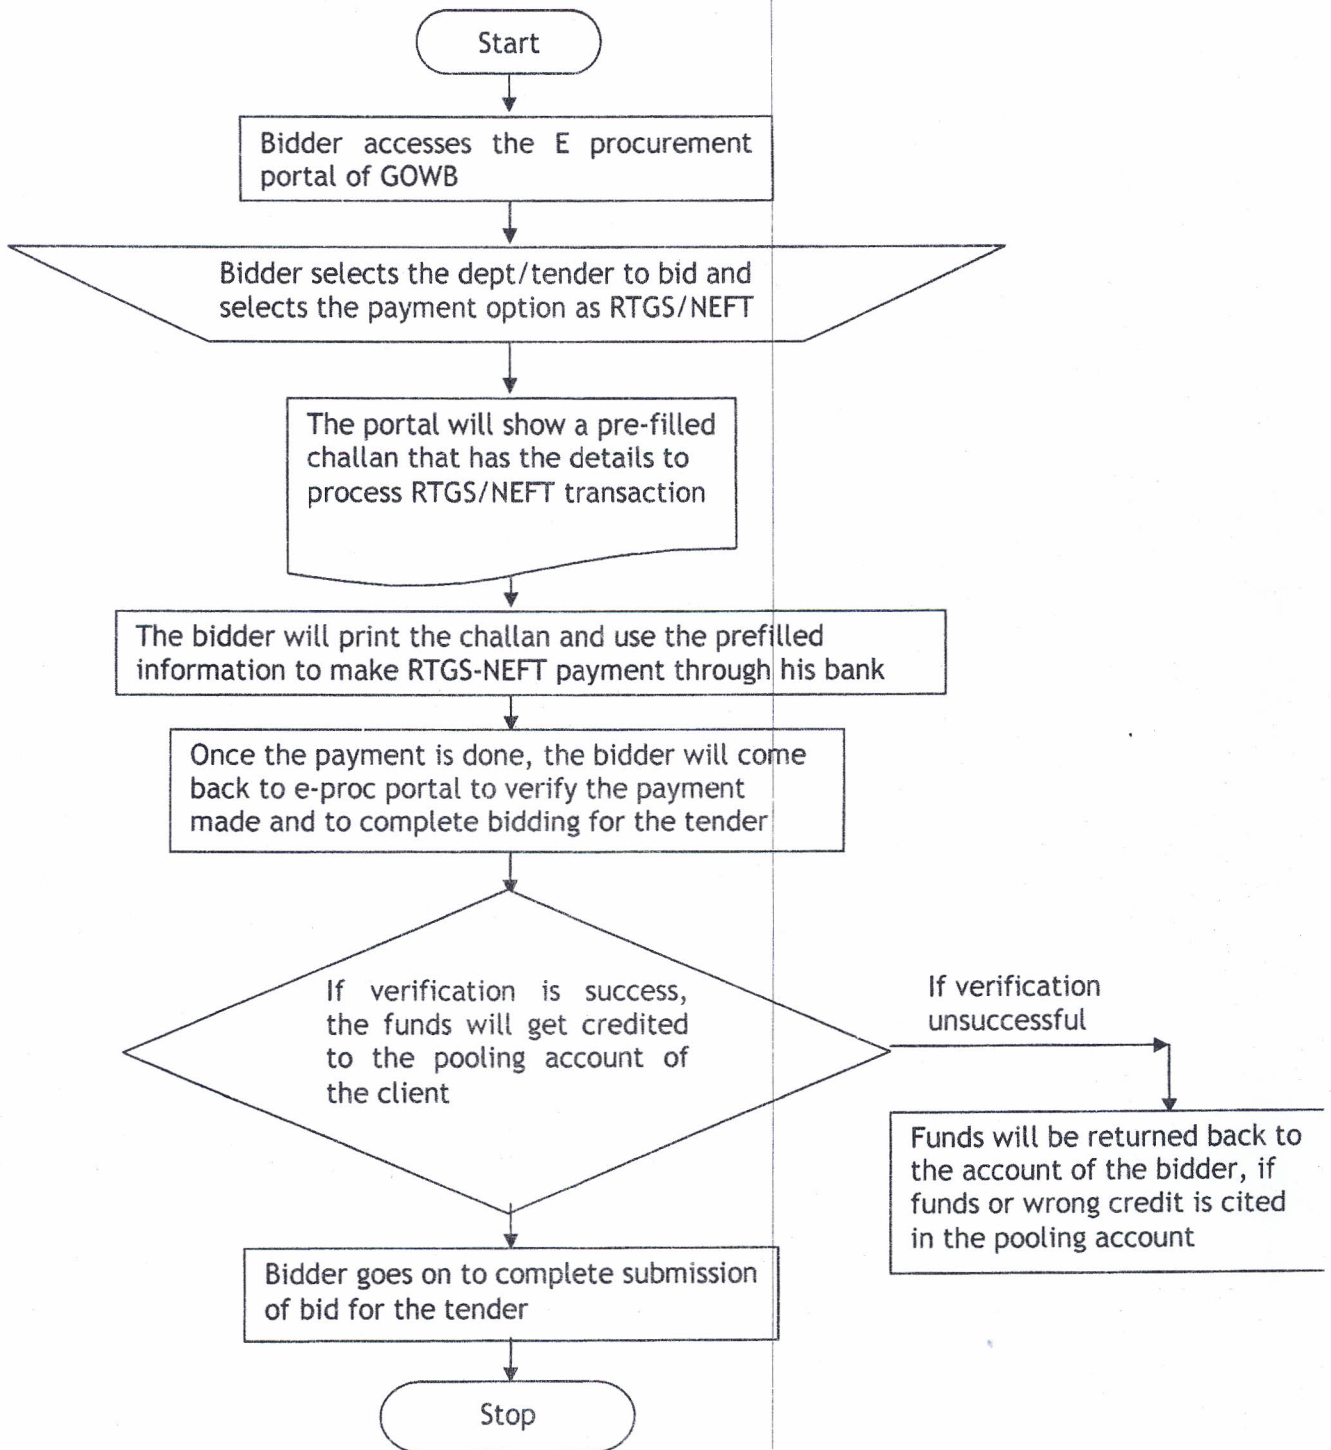 Start
Bidder accesses the E procurement
portal of GOWB
Bidder selects the dept/tender to bid and
selects the payment option as RTGS/NEFT
The portal will show a pre-filled
challan that has the details to
process RTGS/NEFT transaction
The bidder will print the challan and use the prefilled
information to make RTGS-NEFT payment through his bank
Once the payment is done, the bidder will come
back to e-proc portal to verify the payment
made and to complete bidding for the tender
If verification is success,
the funds will get credited
to the pooling account of
the client
If verification
unsuccessful
Funds will be returned back to
the account of the bidder, if
funds or wrong credit is cited
in the pooling account
Bidder goes on to complete submission
of bid for the tender
Stop